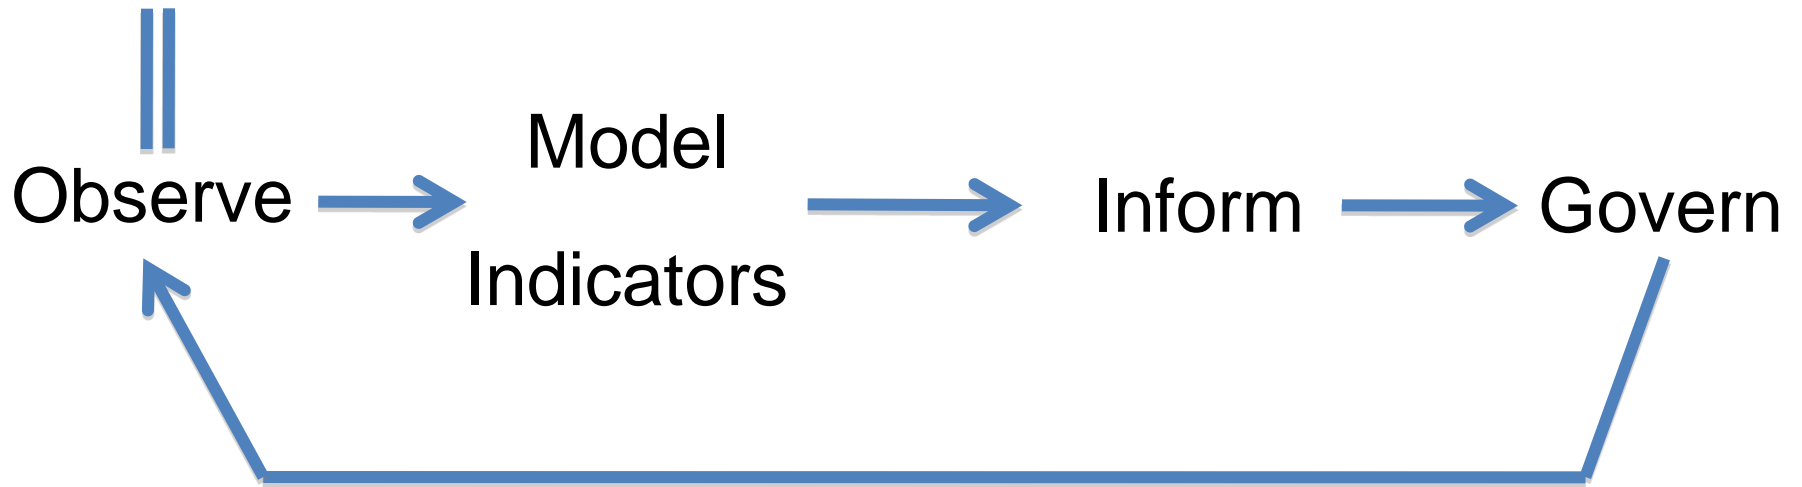 Observe
Model
Indicators
Inform
Govern